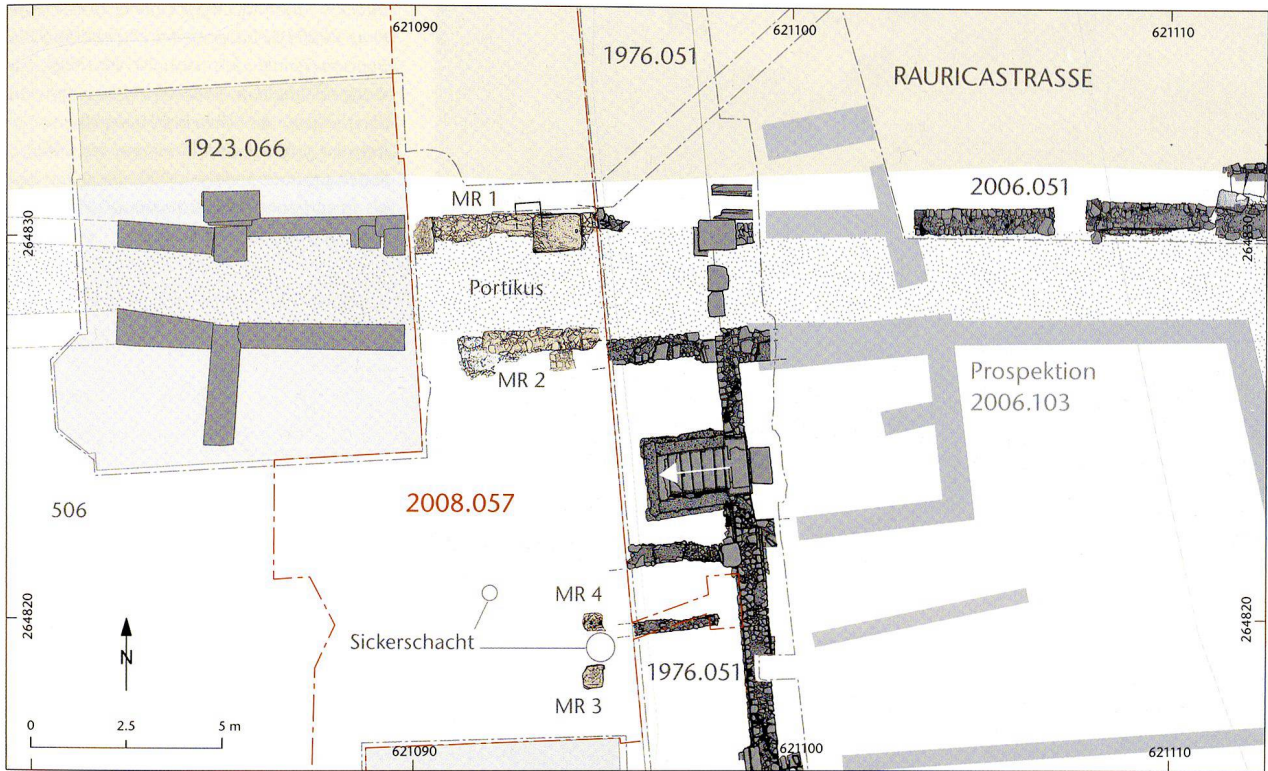 621090
621100
621110
1976.051
RAURICASTRASSE
1923.066
MR 1
2006.051
264830
264830
Portikus
MR 2
Prospektion
2006.103
506
2008.057
MR 4
264820
264820
N
Sickerschacht
1976.051
MR 3
0 2.5 5 m
621090
621100
621110